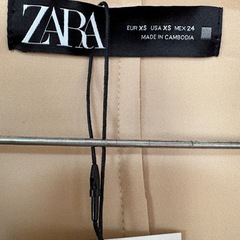 ZARA
EUR XS USA XS MEX 24
MADE IN CAMBODIA